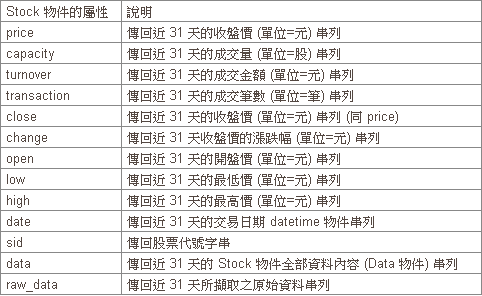 Stock 物件的屬性 說明
price 傳回近 31 天的收盤價 (單位=元) 串列
capacity 傳回近 31 天的成交量 (單位=股) 串列
turnover 傳回近 31 天的成交金額 (單位=元) 串列
transaction 傳回近 31 天的成交筆數 (單位=筆) 串列
close 傳回近 31 天的收盤價 (單位=元) 串列 (同 price)
change 傳回近 31 天收盤價的漲跌幅 (單位=元) 串列
open 傳回近 31 天的開盤價 (單位=元) 串列
low 傳回近 31 天的最低價 (單位=元) 串列
high 傳回近 31 天的最高價 (單位=元) 串列
date 傳回近 31 天的交易日期 datetime 物件串列
sid 傳回股票代號字串
data 傳回近 31 天的 Stock 物件全部資料內容 (Data 物件) 串列
raw_data 傳回近 31 天所擷取之原始資料串列